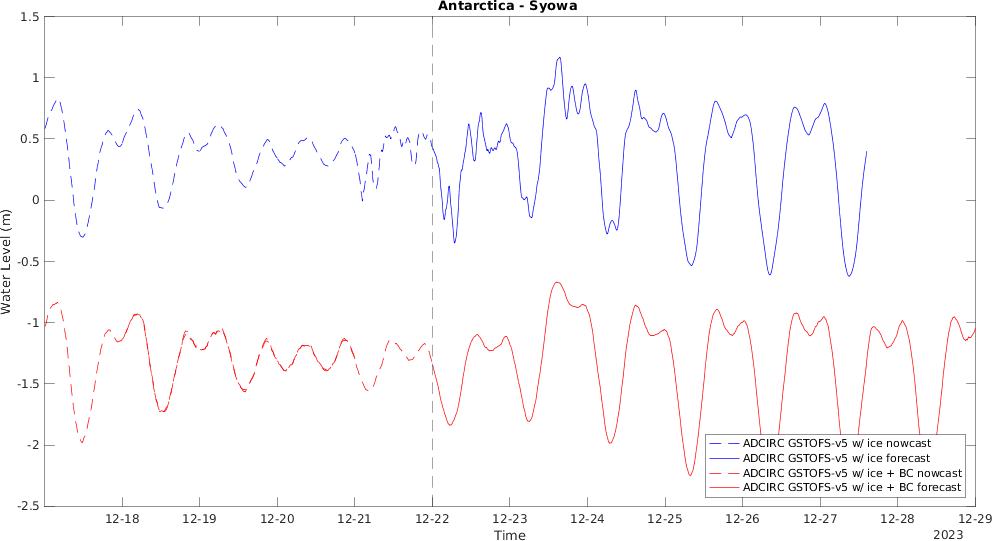 Antarctica - Syowa
1.5
1
0.5
0
-0.5
-1
-1.5
-2
-2.5
Water Level (m)
ADCIRC GSTOFS-v5 w/ ice nowcast
ADCIRC GSTOFS-v5 w/ ice forecast
ADCIRC GSTOFS-v5 w/ ice + BC nowcast
ADCIRC GSTOFS-v5 w/ ice + BC forecast
12-18 12-19 12-20 12-21 12-22 12-23 12-24 12-25 12-26 12-27 12-28 12-29
Time
2023